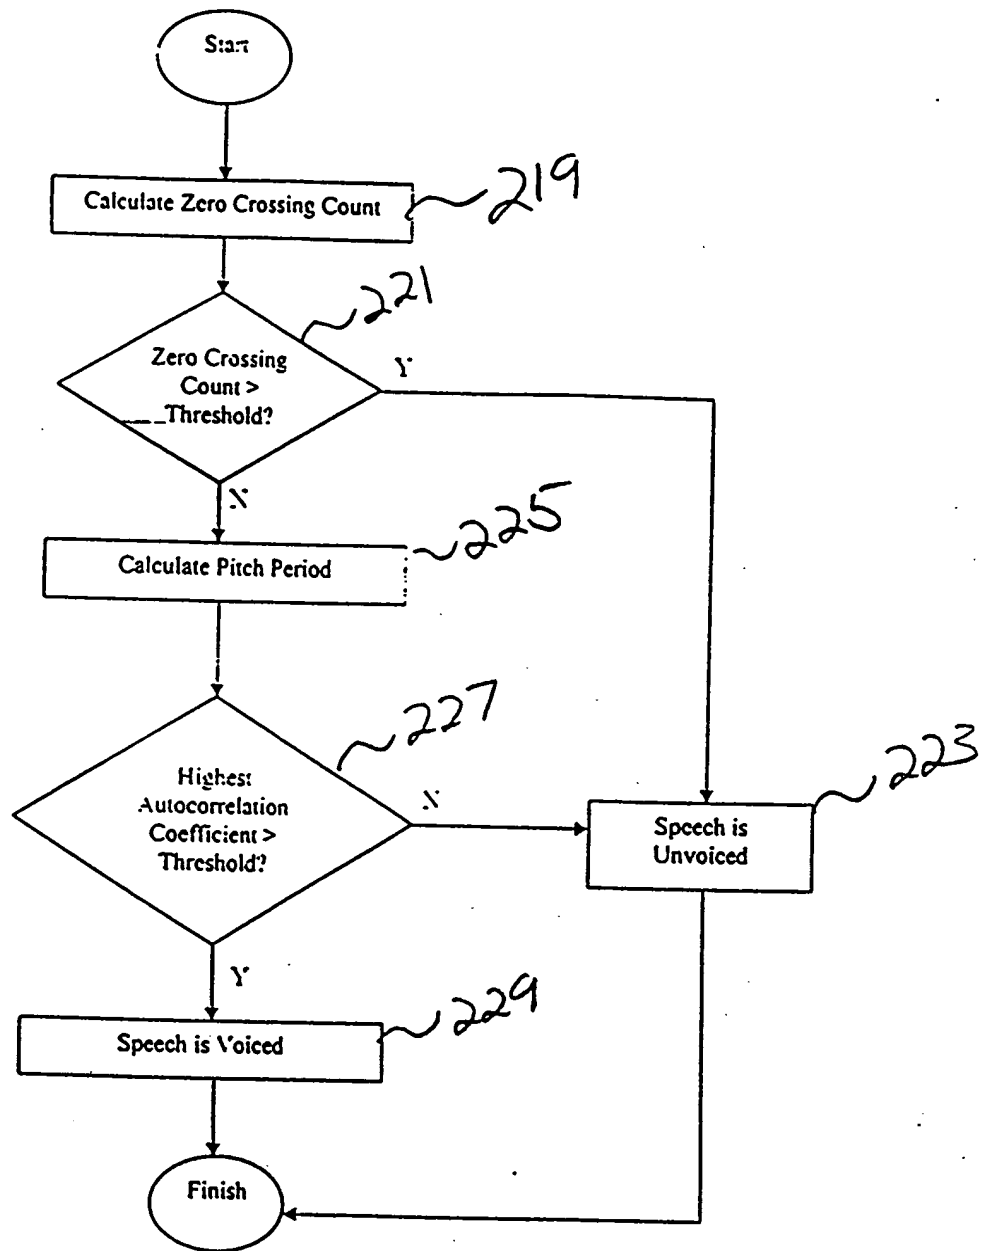 Start
Calculate Zero Crossing Count
219
221
Zero Crossing
Count >
Threshold?
Y
N
225
Calculate Pitch Period
227
Highest
Autocorrelation
Coefficient >
Threshold?
N
223
Speech is
Unvoiced
Y
229
Speech is Voiced
Finish